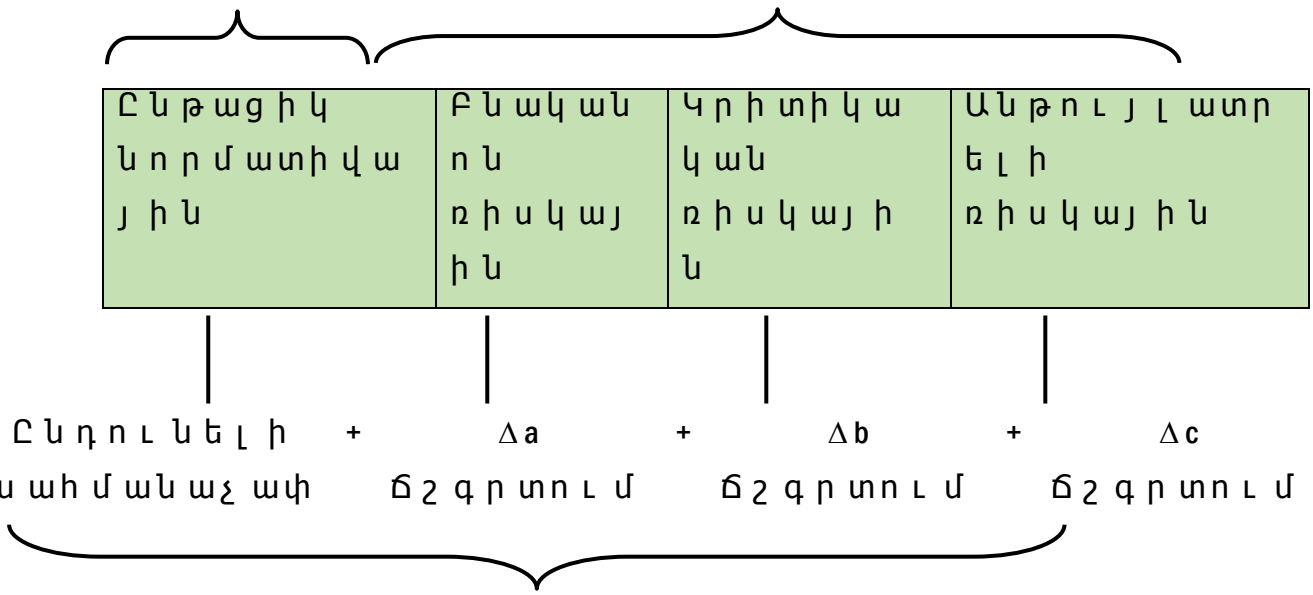 Ընթացիկ
նորմատիվա
յին
Բնական
ոն
ռիսկայ
ին
Կրիտիկա
կան
ռիսկայի
ն
Անթույլատր
ելի
ռիսկային
Ընդունելի + Δa + Δb + Δc
ահմանաչափ Ճշգրտում Ճշգրտում Ճշգրտում